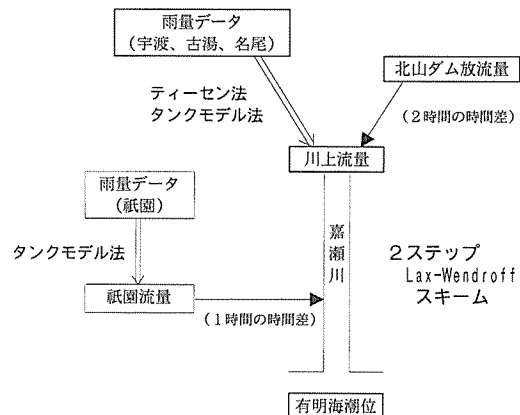 雨量データ
（宇渡、古湯、名尾）
北山ダム放流量
ティーセン法
タンクモデル法
（２時間の時間差）
川上流量
雨量データ
（祇園）
タンクモデル法
嘉瀬川
２ステップ
Lax-Wendroff
スキーム
祇園流量
（１時間の時間差）
有明海潮位